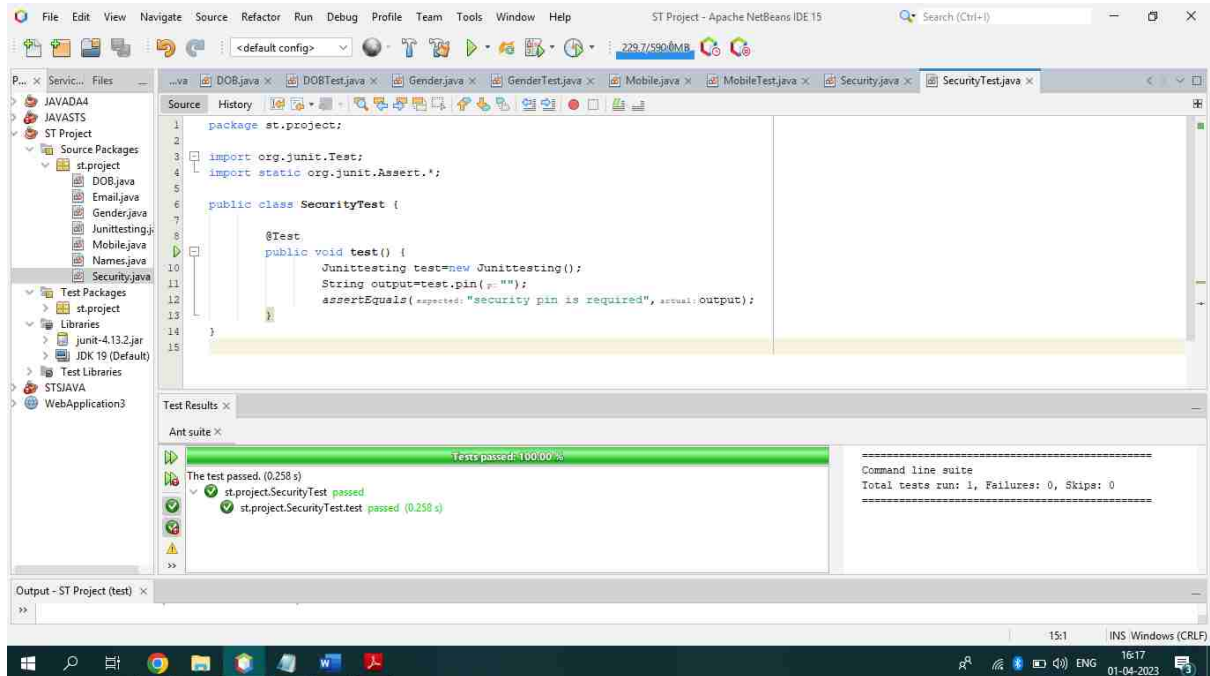 File Edit View Navigate Source Refactor Run Debug Profile Team Tools Window Help ST Project - Apache NetBeans IDE 15 Search (Ctrl+I)
<default config> 229.7/590.0MB
P... × Servic... Files ...va DOB.java × DOBTest.java × Gender.java × GenderTest.java × Mobile.java × MobileTest.java × Security.java × SecurityTest.java ×
Source History
JAVADA4
JAVASTS
ST Project
Source Packages
st.project
DOB.java
Email.java
Gender.java
Junittesting.j
Mobile.java
Names.java
Security.java
Test Packages
st.project
Libraries
junit-4.13.2.jar
JDK 19 (Default)
Test Libraries
STSJAVA
WebApplication3
1 package st.project;
2
3 import org.junit.Test;
4 import static org.junit.Assert.*;
5
6 public class SecurityTest {
7
8 @Test
public void test() {
10 Junittesting test=new Junittesting();
11 String output=test.pin(p: "");
12 assertEquals(expected: "security pin is required", actual: output);
13 }
14 }
15
Test Results ×
Ant suite ×
Tests passed: 100.00 %
The test passed. (0.258 s)
st.project.SecurityTest passed
st.project.SecurityTest.test passed (0.258 s)
===============================================
Command line suite
Total tests run: 1, Failures: 0, Skips: 0
===============================================
Output - ST Project (test) ×
15:1 INS Windows (CRLF)
ENG 16:17
01-04-2023